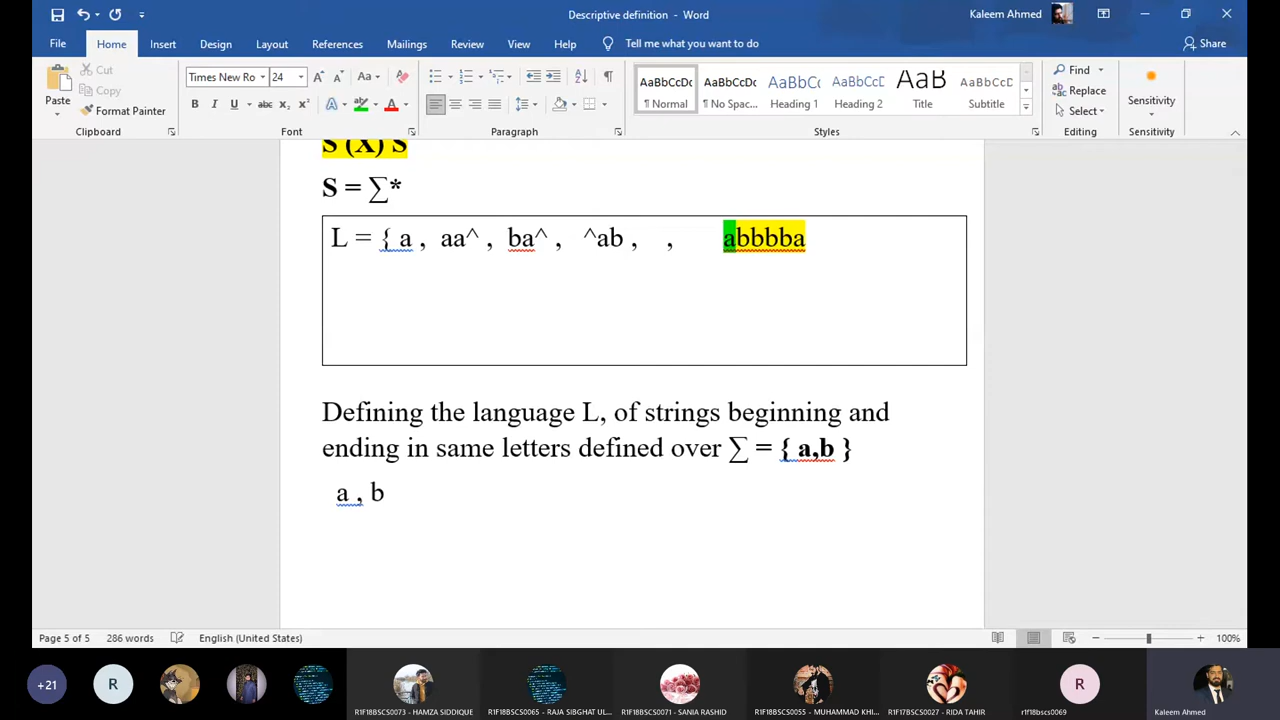 Descriptive definition - Word
Kaleem Ahmed
File Home Insert Design Layout References Mailings Review View Help Tell me what you want to do Share
Paste
Cut
Copy
Format Painter
Clipboard
Times New Ro 24
Font
Paragraph
AaBbCcDc AaBbCcDc AaBbCc AaBbCcD AaB AaBbCcD
¶ Normal ¶ No Spac... Heading 1 Heading 2 Title Subtitle
Styles
Find
Replace
Select
Editing
Sensitivity
Sensitivity
S (X) S
S = ∑*
L = { a , aa^ , ba^ , ^ab , , abbbba
Defining the language L, of strings beginning and
ending in same letters defined over ∑ = { a,b }
a , b
Page 5 of 5 286 words English (United States) 100%
+21 R R
R1F18BSCS0073 - HAMZA SIDDIQUE R1F18BSCS0065 - RAJA SIBGHAT UL... R1F18BSCS0071 - SANIA RASHID R1F18BSCS0055 - MUHAMMAD KHI... R1F17BSCS0027 - RIDA TAHIR r1f18bscs0069 Kaleem Ahmed